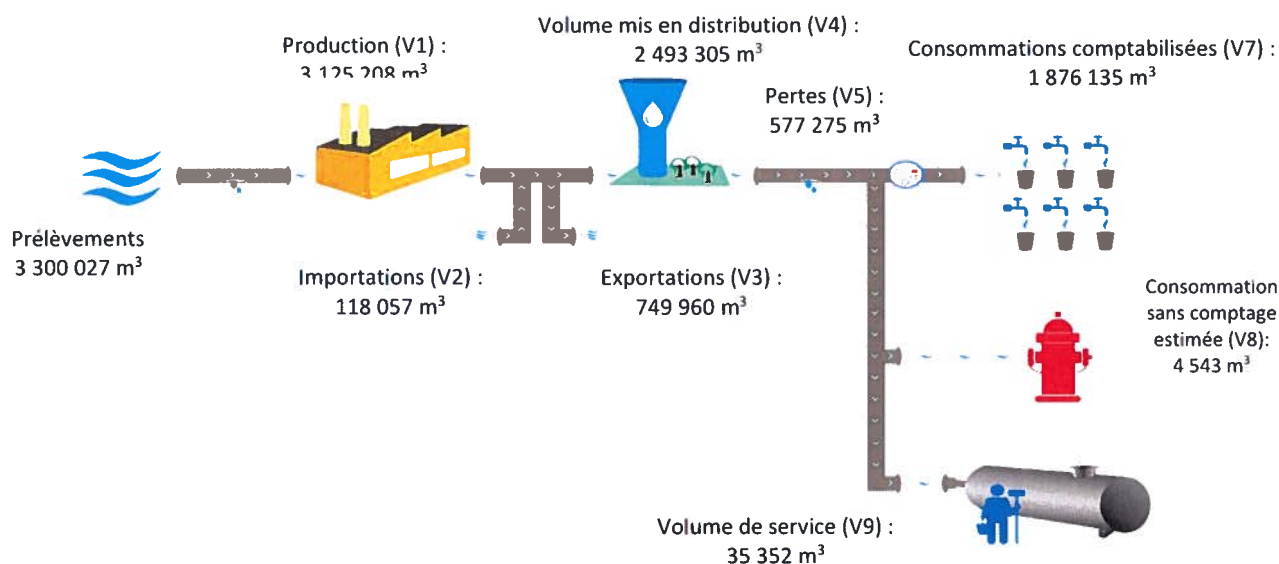 Production (V1) :
3 125 208 m³
Volume mis en distribution (V4) :
2 493 305 m³
Consommations comptabilisées (V7) :
1 876 135 m³
Pertes (V5) :
577 275 m³
Prélèvements
3 300 027 m³
Importations (V2) :
118 057 m³
Exportations (V3) :
749 960 m³
Consommation
sans comptage
estimée (V8):
4 543 m³
Volume de service (V9) :
35 352 m³